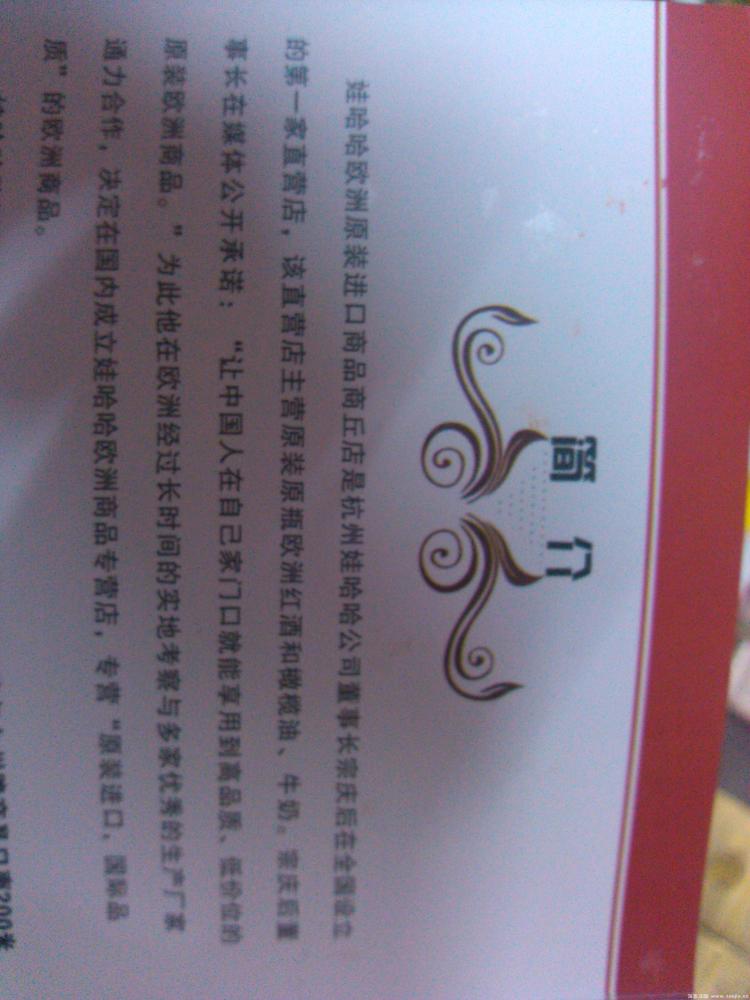 简介
娃哈哈欧洲原装进口商品商丘店是杭州娃哈哈公司董事长宗庆后在全国设立
的第一家直营店，该直营店主营原装原瓶欧洲红酒和橄榄油、牛奶。宗庆后董
事长在媒体公开承诺：“让中国人在自己家门口就能享用到高品质、低价位的
原装欧洲商品。”为此他在欧洲经过长时间的实地考察与多家优秀的生产厂家
通力合作，决定在国内成立娃哈哈欧洲商品专营店，专营“原装进口，国际品
质”的欧洲商品。
200米